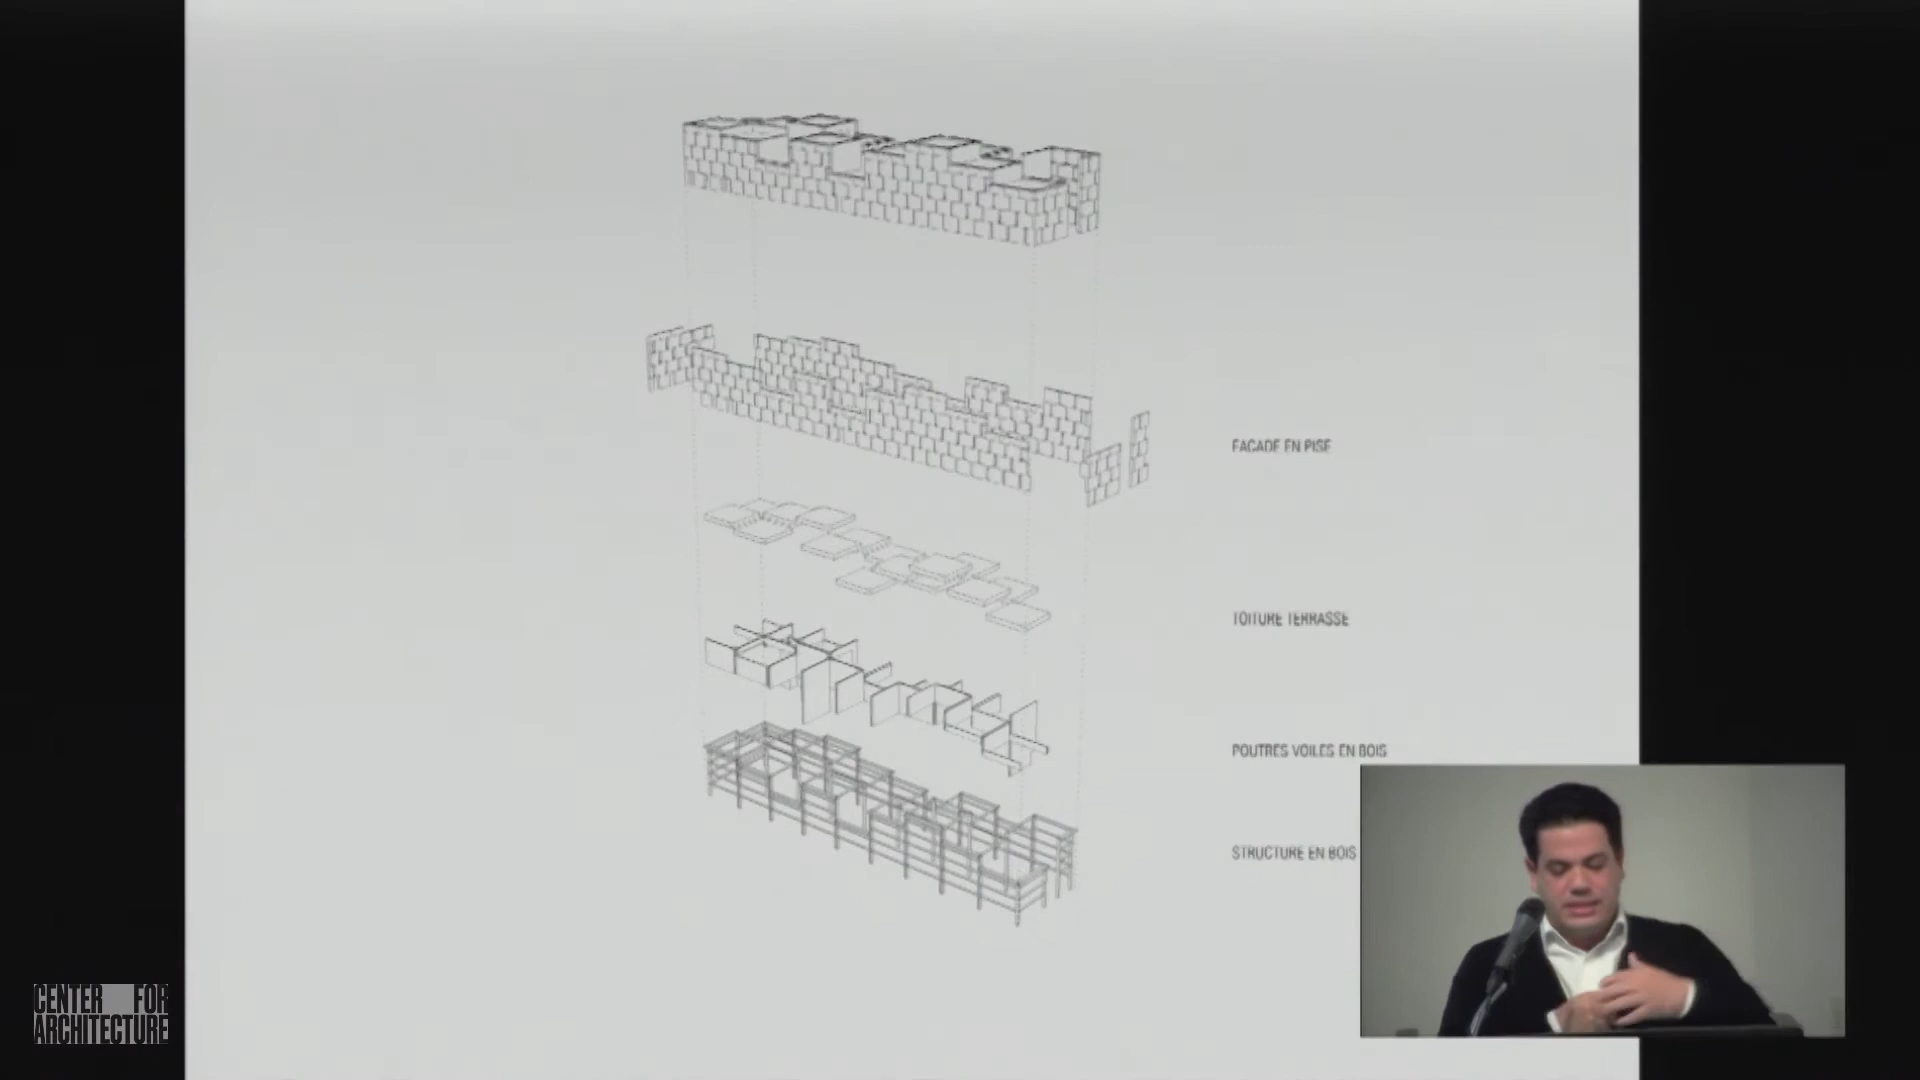 FACADE EN PISE
TOITURE TERRASSE
POUTRES VOILES EN BOIS
STRUCTURE EN BOIS
CENTER FOR
ARCHITECTURE